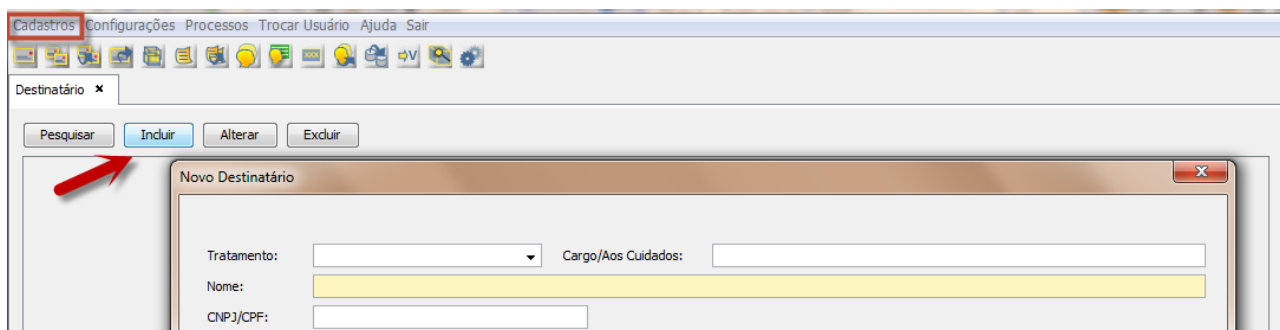 Cadastros Configurações Processos Trocar Usuário Ajuda Sair
Destinatário
Pesquisar Incluir Alterar Excluir
Novo Destinatário
Tratamento: Cargo/Aos Cuidados:
Nome:
CNPJ/CPF: